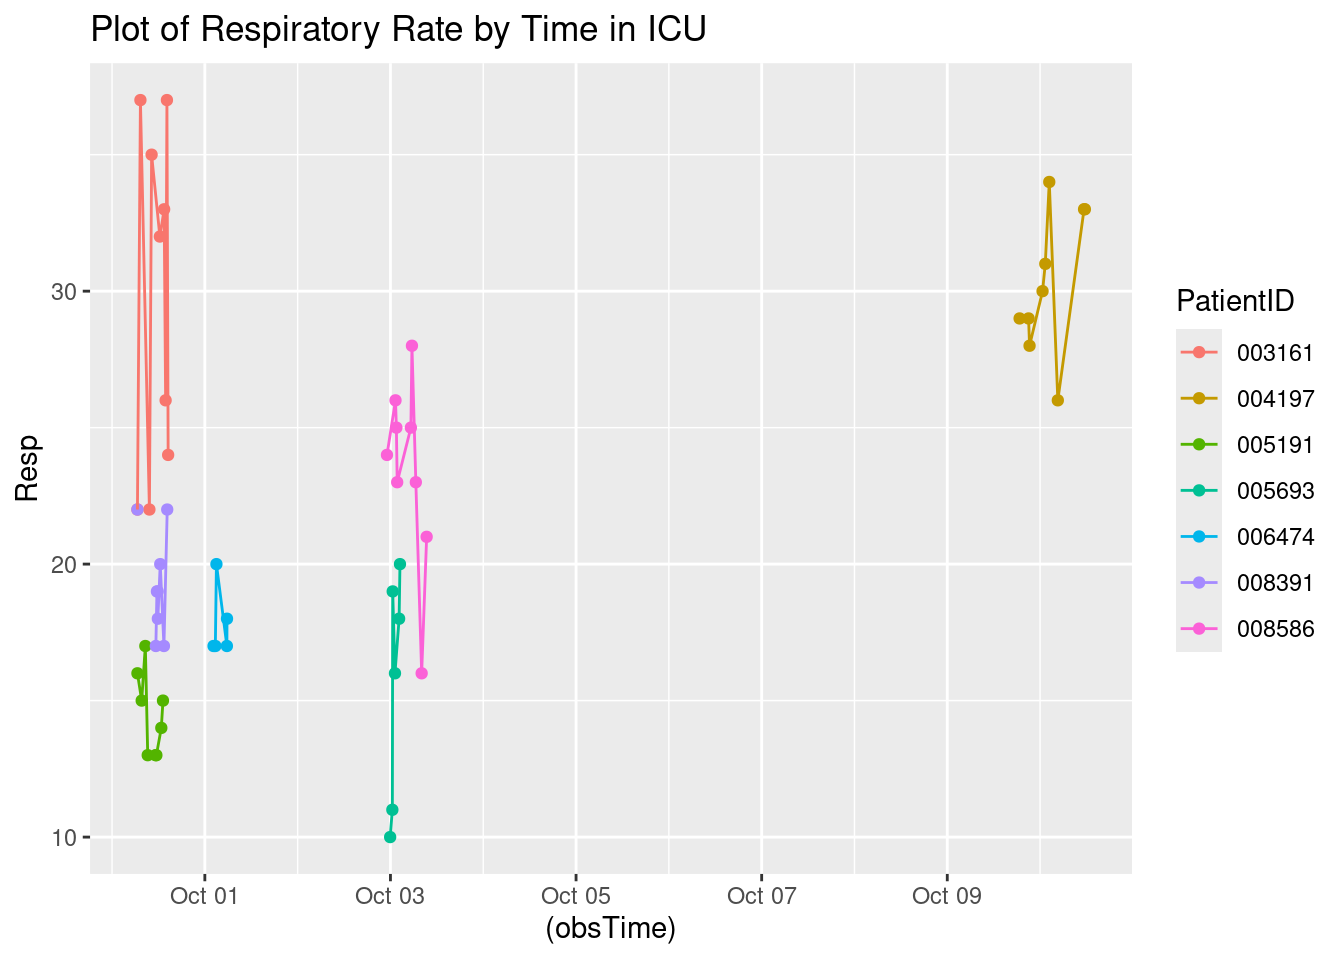 Plot of Respiratory Rate by Time in ICU
Resp
30
20
10
Oct 01
Oct 03
Oct 05
Oct 07
Oct 09
(obsTime)
PatientID
003161
004197
005191
005693
006474
008391
008586